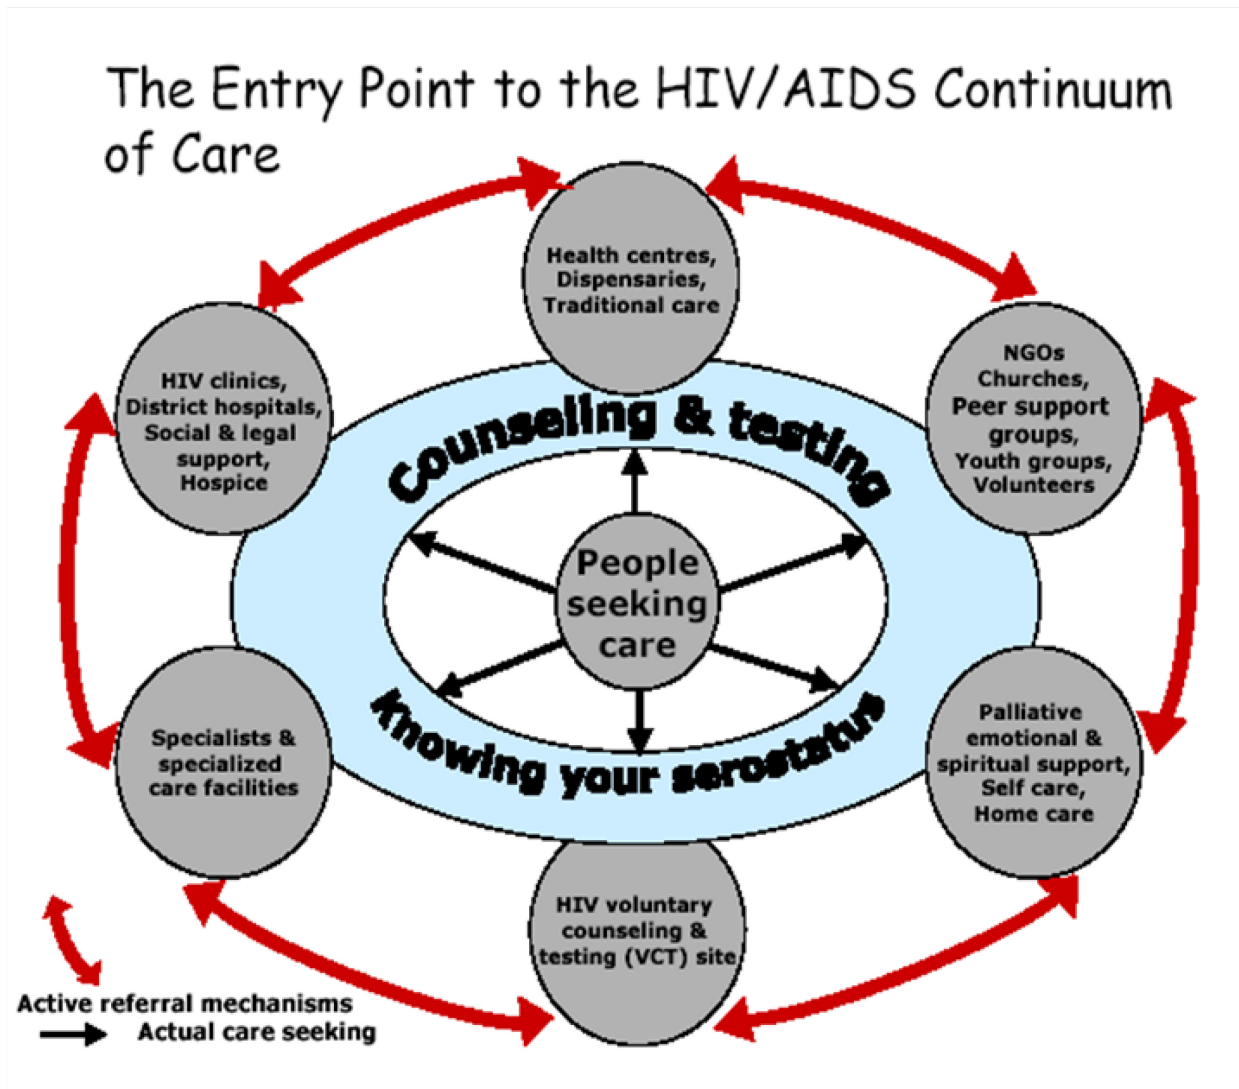 The Entry Point to the HIV/AIDS Continuum
of Care
Health centres,
Dispensaries,
Traditional care
HIV clinics,
District hospitals,
Social & legal
support,
Hospice
NGOs
Churches,
Peer support
groups,
Youth groups,
Volunteers
Counseling & testing
People
seeking
care
Knowing your serostatus
Specialists &
specialized
care facilities
Palliative
emotional &
spiritual support,
Self care,
Home care
HIV voluntary
counseling &
testing (VCT) site
Active referral mechanisms
Actual care seeking